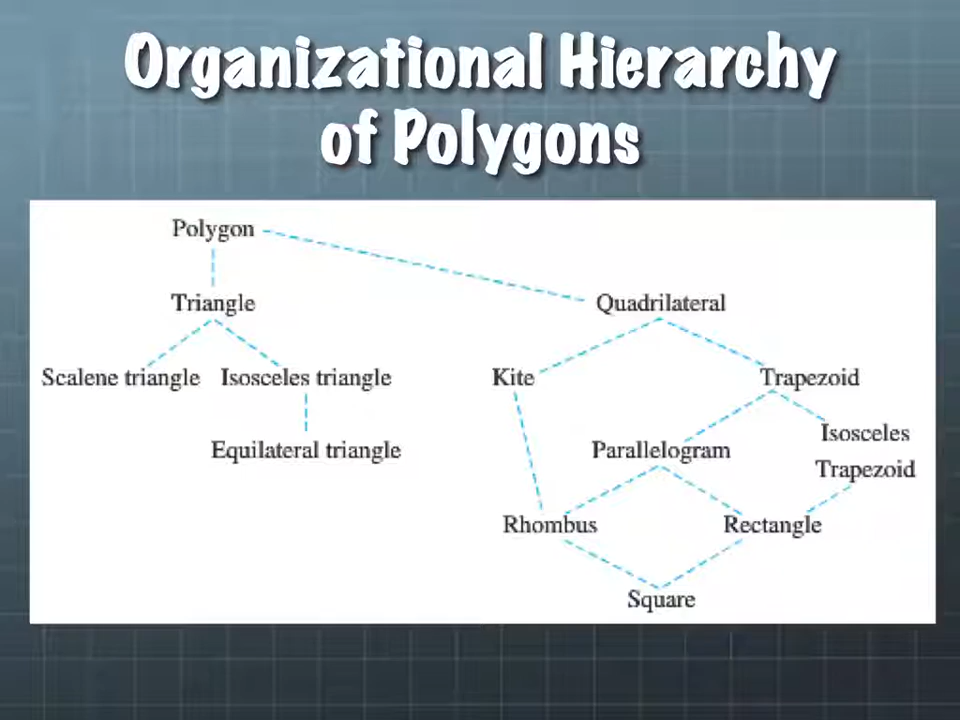 Organizational Hierarchy
of Polygons
Polygon
Triangle
Quadrilateral
Scalene triangle
Isosceles triangle
Kite
Trapezoid
Equilateral triangle
Parallelogram
Isosceles
Trapezoid
Rhombus
Rectangle
Square